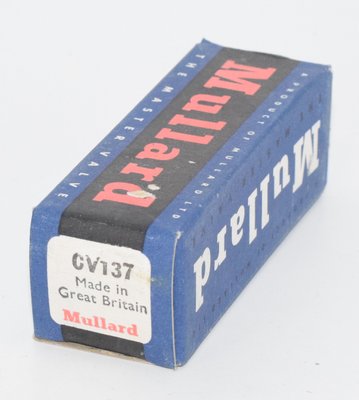 THE MASTER VALVE
Mullard
A PRODUCT OF MULLARD LTD
Mullard
CV137
Made in
Great Britain
Mullard